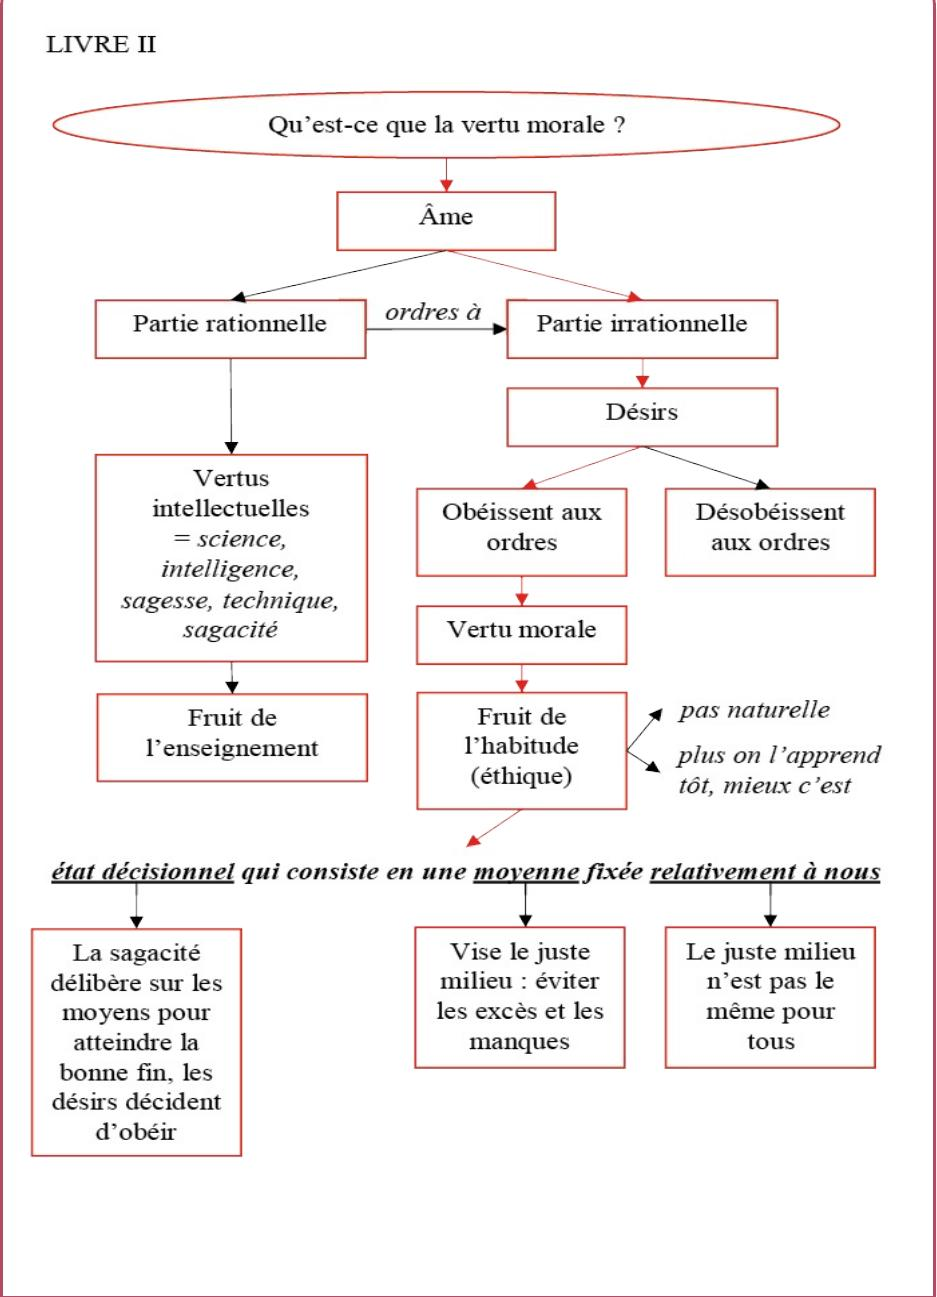 LIVRE II
Qu’est-ce que la vertu morale ?
Âme
Partie rationnelle
ordres à
Partie irrationnelle
Désirs
Vertus
intellectuelles
= science,
intelligence,
sagesse, technique,
sagacité
Obéissent aux
ordres
Désobéissent
aux ordres
Vertu morale
Fruit de
l’enseignement
Fruit de
l’habitude
(éthique)
pas naturelle
plus on l’apprend
tôt, mieux c’est
état décisionnel qui consiste en une moyenne fixée relativement à nous
La sagacité
délibère sur les
moyens pour
atteindre la
bonne fin, les
désirs décident
d’obéir
Vise le juste
milieu : éviter
les excès et les
manques
Le juste milieu
n’est pas le
même pour
tous